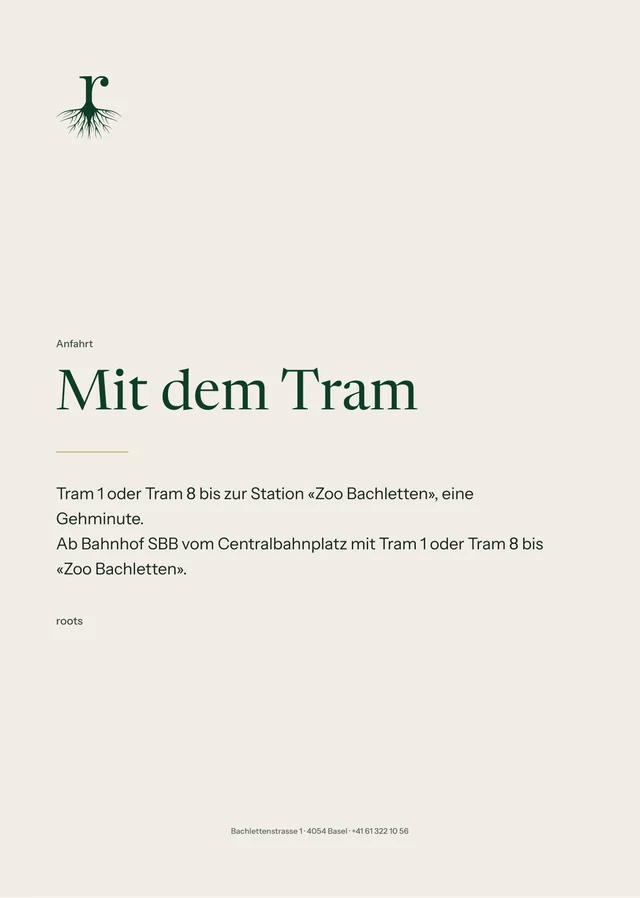 r
Anfahrt
Mit dem Tram
Tram 1 oder Tram 8 bis zur Station «Zoo Bachletten», eine
Gehminute.
Ab Bahnhof SBB vom Centralbahnplatz mit Tram 1 oder Tram 8 bis
«Zoo Bachletten».
roots
Bachlettenstrasse 1 · 4054 Basel · +41 61 322 10 56